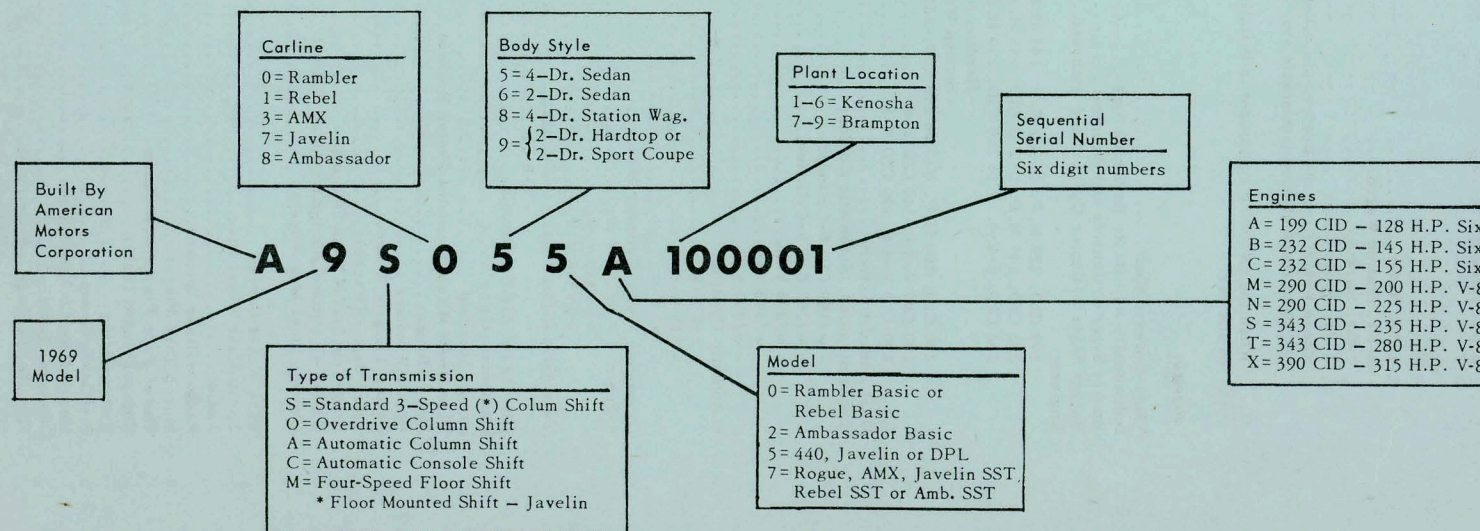 Carline
0 = Rambler
1 = Rebel
3 = AMX
7 = Javelin
8 = Ambassador
Body Style
5 = 4-Dr. Sedan
6 = 2-Dr. Sedan
8 = 4-Dr. Station Wag.
9 = { 2-Dr. Hardtop or
2-Dr. Sport Coupe
Plant Location
1-6 = Kenosha
7-9 = Brampton
Sequential
Serial Number
Six digit numbers
Built By
American
Motors
Corporation
Engines
A = 199 CID – 128 H.P. Six
B = 232 CID – 145 H.P. Six
C = 232 CID – 155 H.P. Six
M = 290 CID – 200 H.P. V-8
N = 290 CID – 225 H.P. V-8
S = 343 CID – 235 H.P. V-8
T = 343 CID – 280 H.P. V-8
X = 390 CID – 315 H.P. V-8
A 9 S 0 5 5 A 100001
1969
Model
Type of Transmission
S = Standard 3-Speed (*) Colum Shift
O = Overdrive Column Shift
A = Automatic Column Shift
C = Automatic Console Shift
M = Four-Speed Floor Shift
* Floor Mounted Shift – Javelin
Model
0 = Rambler Basic or
Rebel Basic
2 = Ambassador Basic
5 = 440, Javelin or DPL
7 = Rogue, AMX, Javelin SST,
Rebel SST or Amb. SST